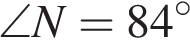 ∠N = 84°